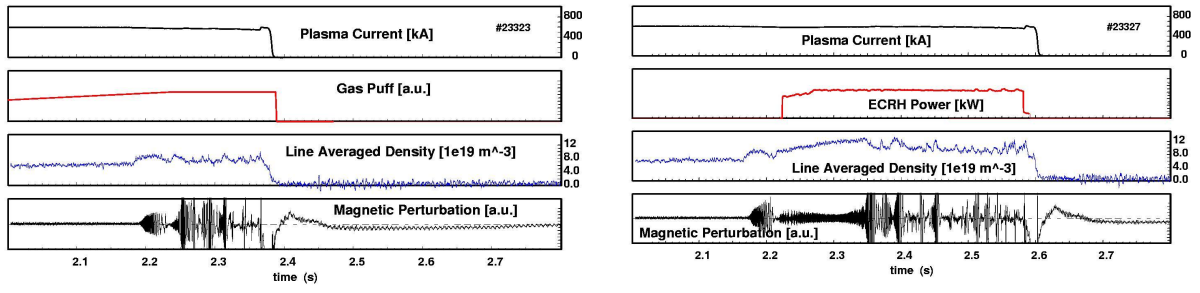 #23323
800
Plasma Current [kA]
400
0
Gas Puff [a.u.]
12
Line Averaged Density [1e19 m^-3]
8.0
4.0
0.0
Magnetic Perturbation [a.u.]
2.1 2.2 2.3 2.4 2.5 2.6 2.7
time (s)
#23327
800
Plasma Current [kA]
400
0
ECRH Power [kW]
12
8.0
Line Averaged Density [1e19 m^-3]
4.0
0.0
Magnetic Perturbation [a.u.]
2.1 2.2 2.3 2.4 2.5 2.6 2.7
time (s)